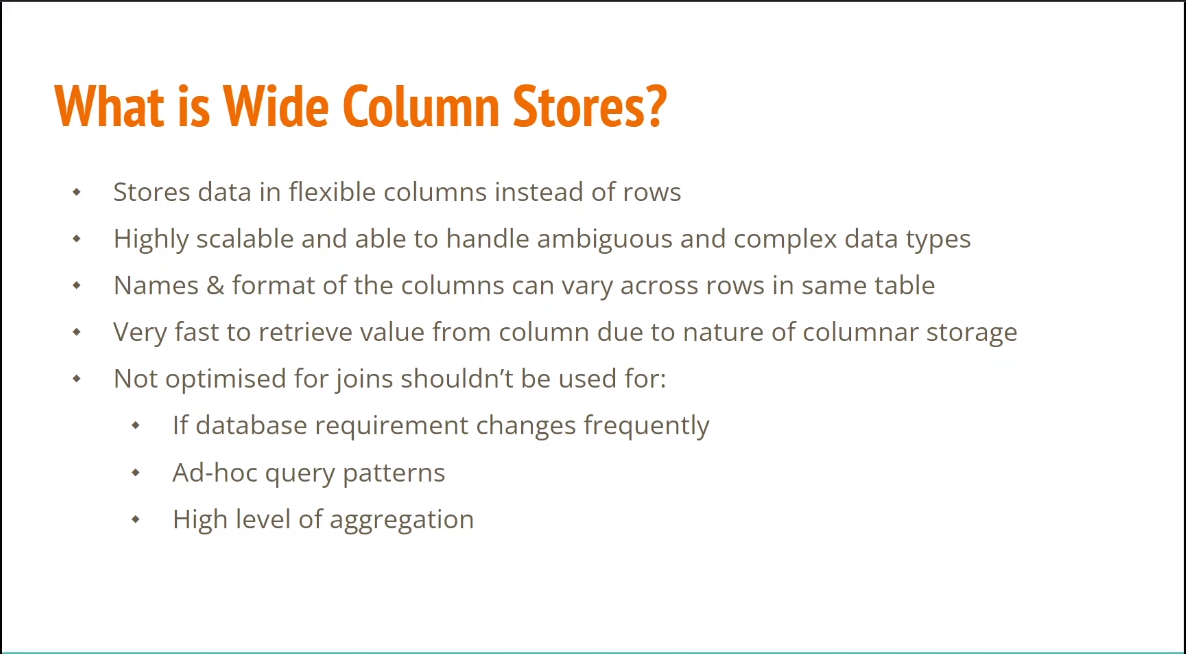 What is Wide Column Stores?
Stores data in flexible columns instead of rows
Highly scalable and able to handle ambiguous and complex data types
Names & format of the columns can vary across rows in same table
Very fast to retrieve value from column due to nature of columnar storage
Not optimised for joins shouldn’t be used for:
If database requirement changes frequently
Ad-hoc query patterns
High level of aggregation